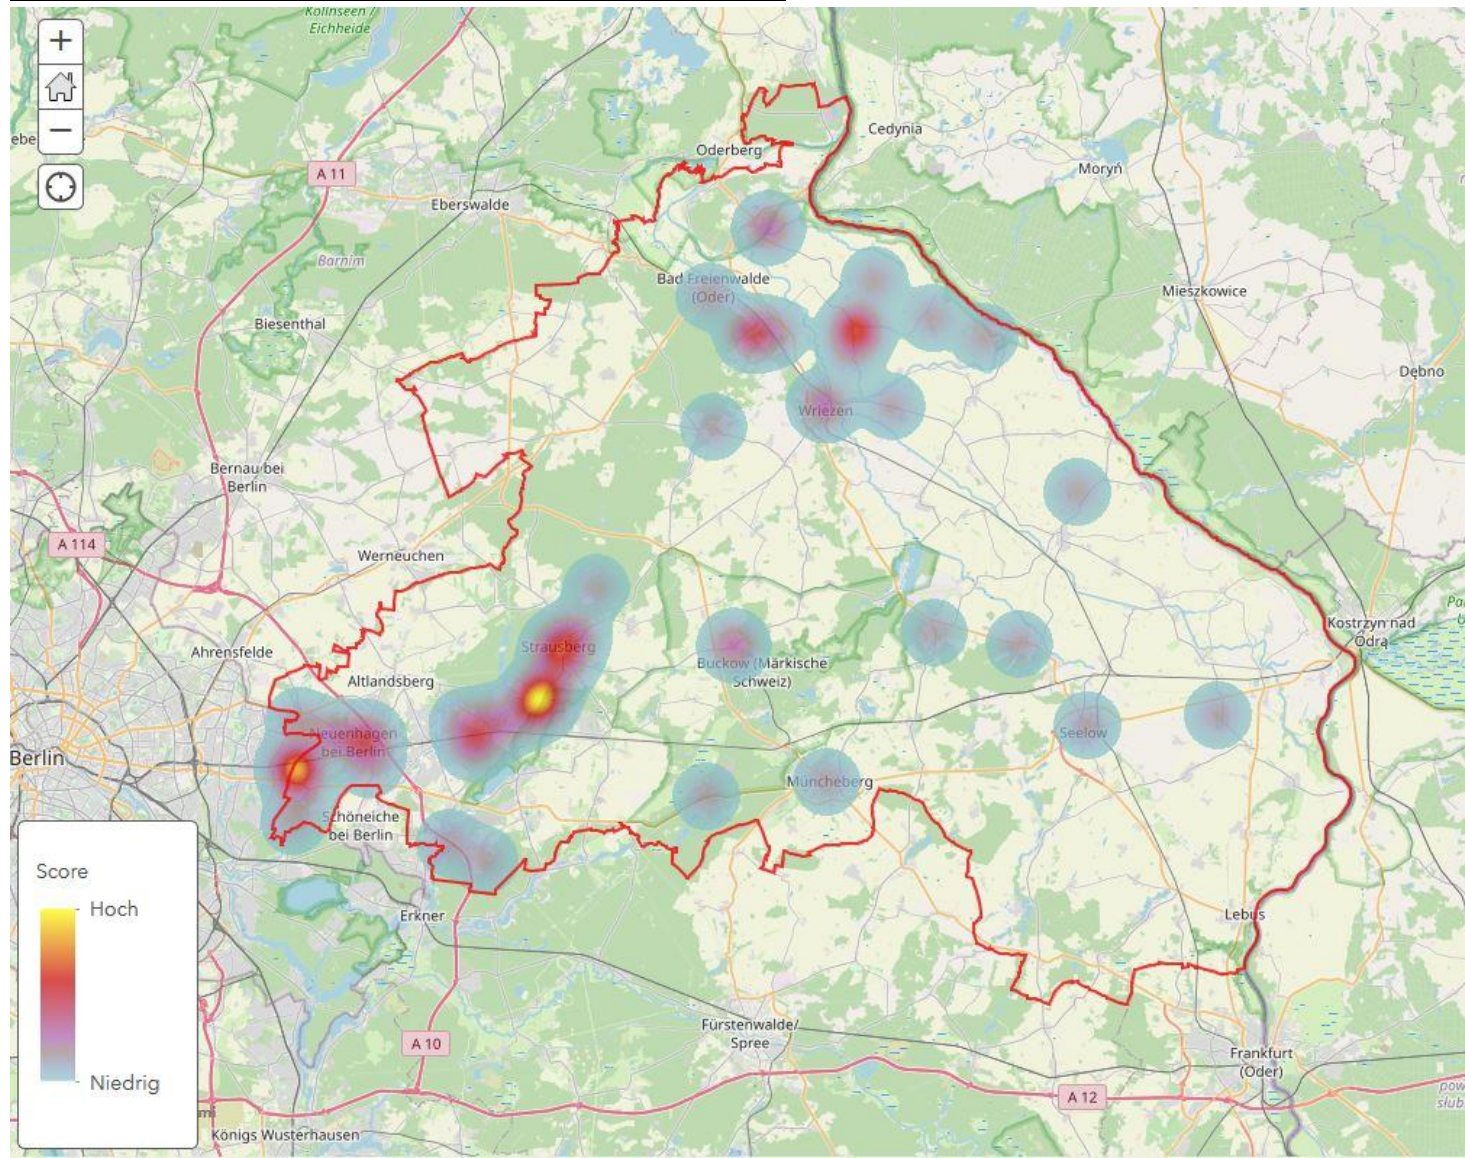 Kolinseen /
Eichheide
+
−
Cedynia
Oderberg
Moryń
A 11
Eberswalde
Barnim
Bad Freienwalde
(Oder)
Mieszkowice
Biesenthal
Dębno
Wriezen
Bernau bei
Berlin
A 114
Werneuchen
Kostrzyn nad
Odrą
Strausberg
Ahrensfelde
Buckow (Märkische
Schweiz)
Altlandsberg
Neuenhagen
bei Berlin
Seelow
Berlin
Müncheberg
Schöneiche
bei Berlin
Score
Hoch
Niedrig
Erkner
Lebus
Fürstenwalde/
Spree
A 10
Frankfurt
(Oder)
A 12
Königs Wusterhausen